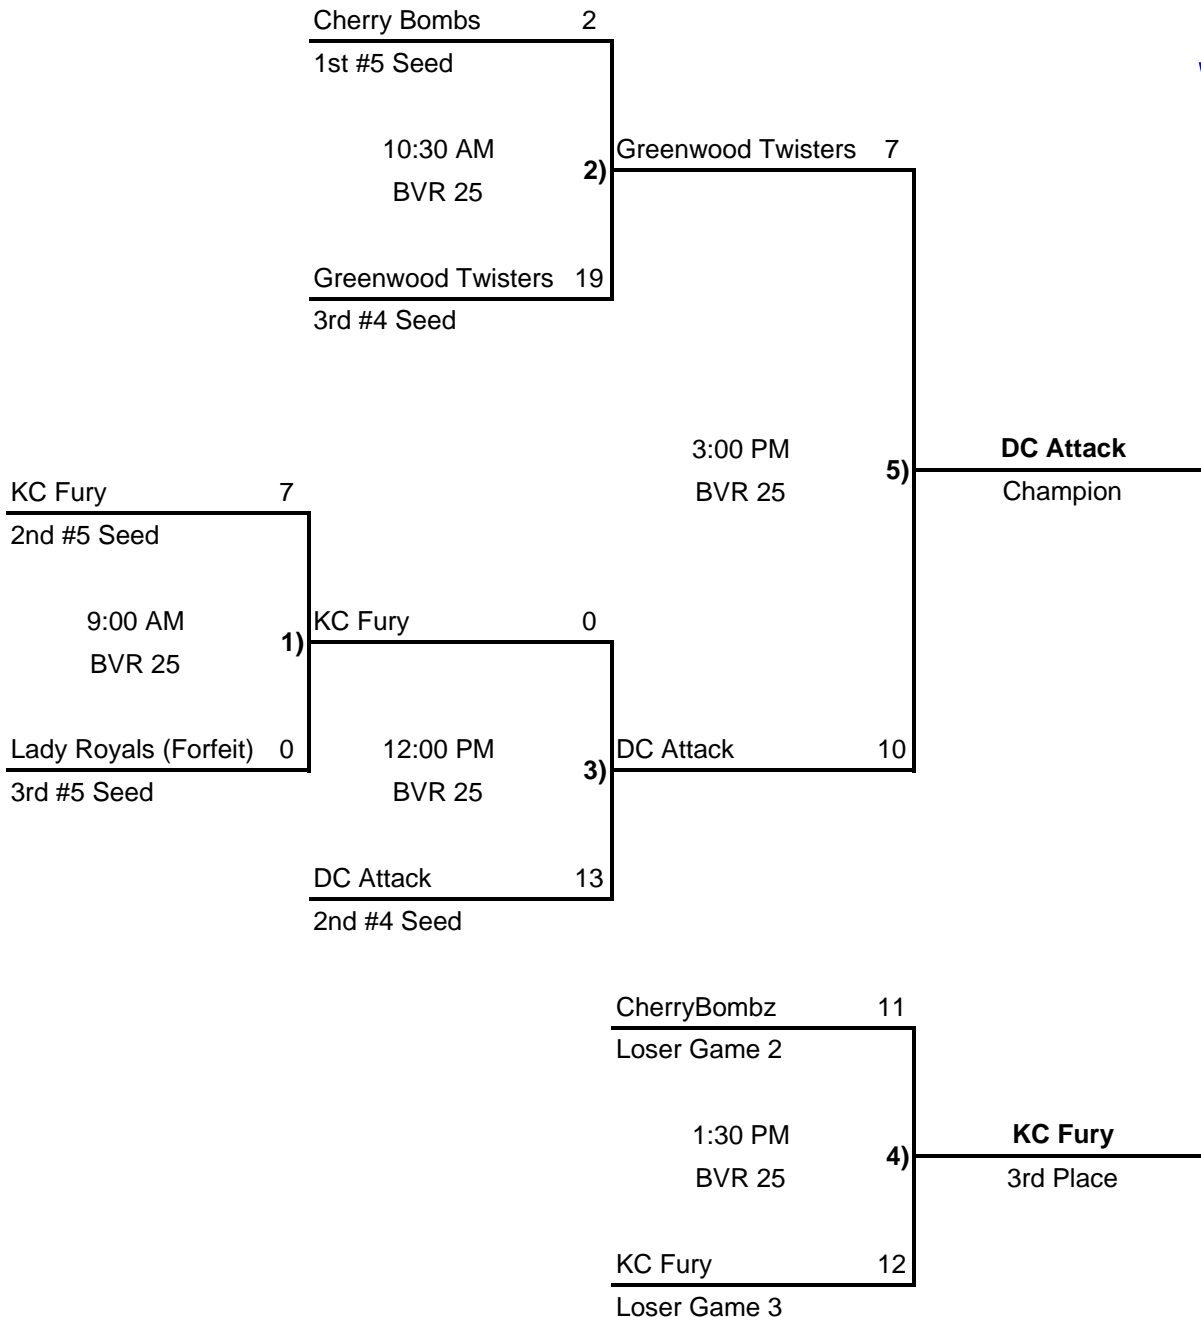 Cherry Bombs 2
1st #5 Seed
10:30 AM
BVR 25
2)
Greenwood Twisters 7
Greenwood Twisters 19
3rd #4 Seed
3:00 PM
BVR 25
5)
DC Attack
Champion
KC Fury 7
2nd #5 Seed
9:00 AM
BVR 25
1)
KC Fury 0
Lady Royals (Forfeit) 0
3rd #5 Seed
12:00 PM
BVR 25
3)
DC Attack 10
DC Attack 13
2nd #4 Seed
CherryBombz 11
Loser Game 2
1:30 PM
BVR 25
4)
KC Fury
3rd Place
KC Fury 12
Loser Game 3